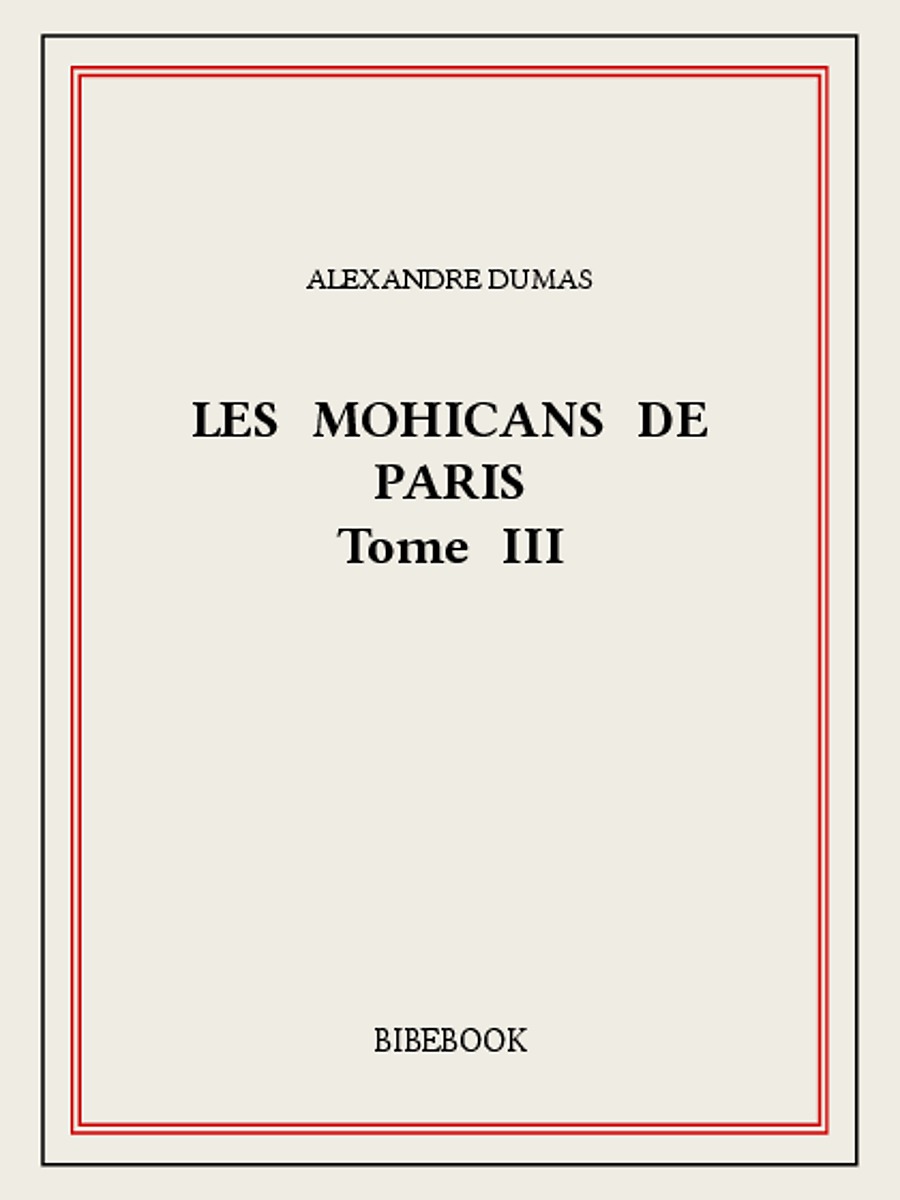 ALEXANDRE DUMAS
LES MOHICANS DE
PARIS
Tome III
BIBEBOOK